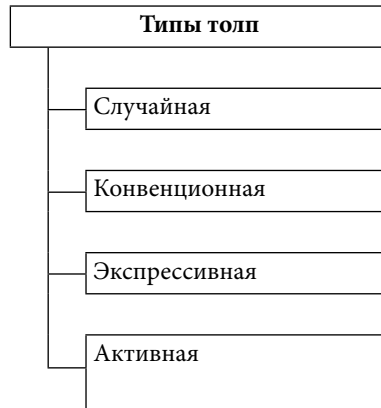 Типы толп
Случайная
Конвенционная
Экспрессивная
Активная